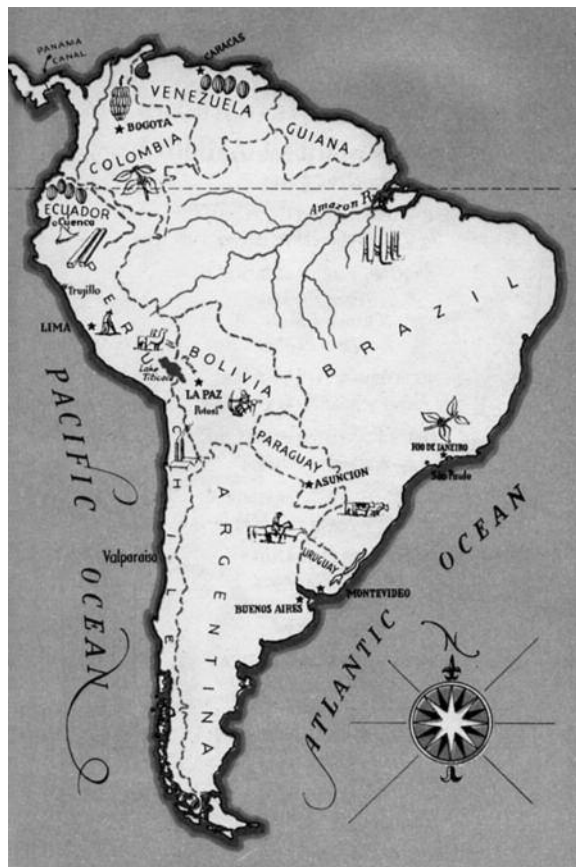 PANAMA
CANAL
CARACAS
VENEZUELA
GUIANA
BOGOTA
COLOMBIA
ECUADOR
Cuenca
Amazon R.
PERU
Trujillo
LIMA
BRAZIL
BOLIVIA
Lake
Titicaca
LA PAZ
Potosi
PARAGUAY
ASUNCION
RIO DE JANEIRO
São Paulo
CHILE
ARGENTINA
URUGUAY
Valparaiso
BUENOS AIRES
MONTEVIDEO
PACIFIC
OCEAN
ATLANTIC
OCEAN
N